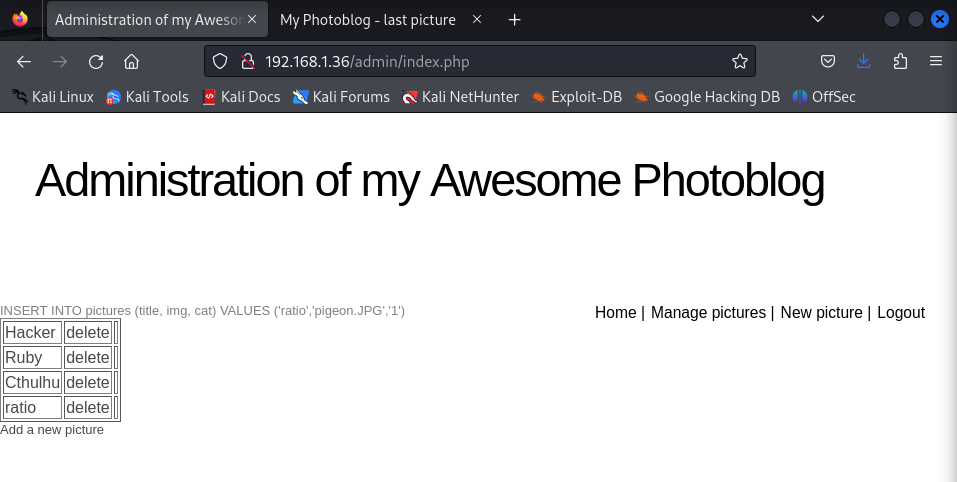 Administration of my Aweson
My Photoblog - last picture
192.168.1.36/admin/index.php
Kali Linux Kali Tools Kali Docs Kali Forums Kali NetHunter Exploit-DB Google Hacking DB OffSec
Administration of my Awesome Photoblog
INSERT INTO pictures (title, img, cat) VALUES ('ratio','pigeon.JPG','1')
Home | Manage pictures | New picture | Logout
Hacker delete
Ruby delete
Cthulhu delete
ratio delete
Add a new picture